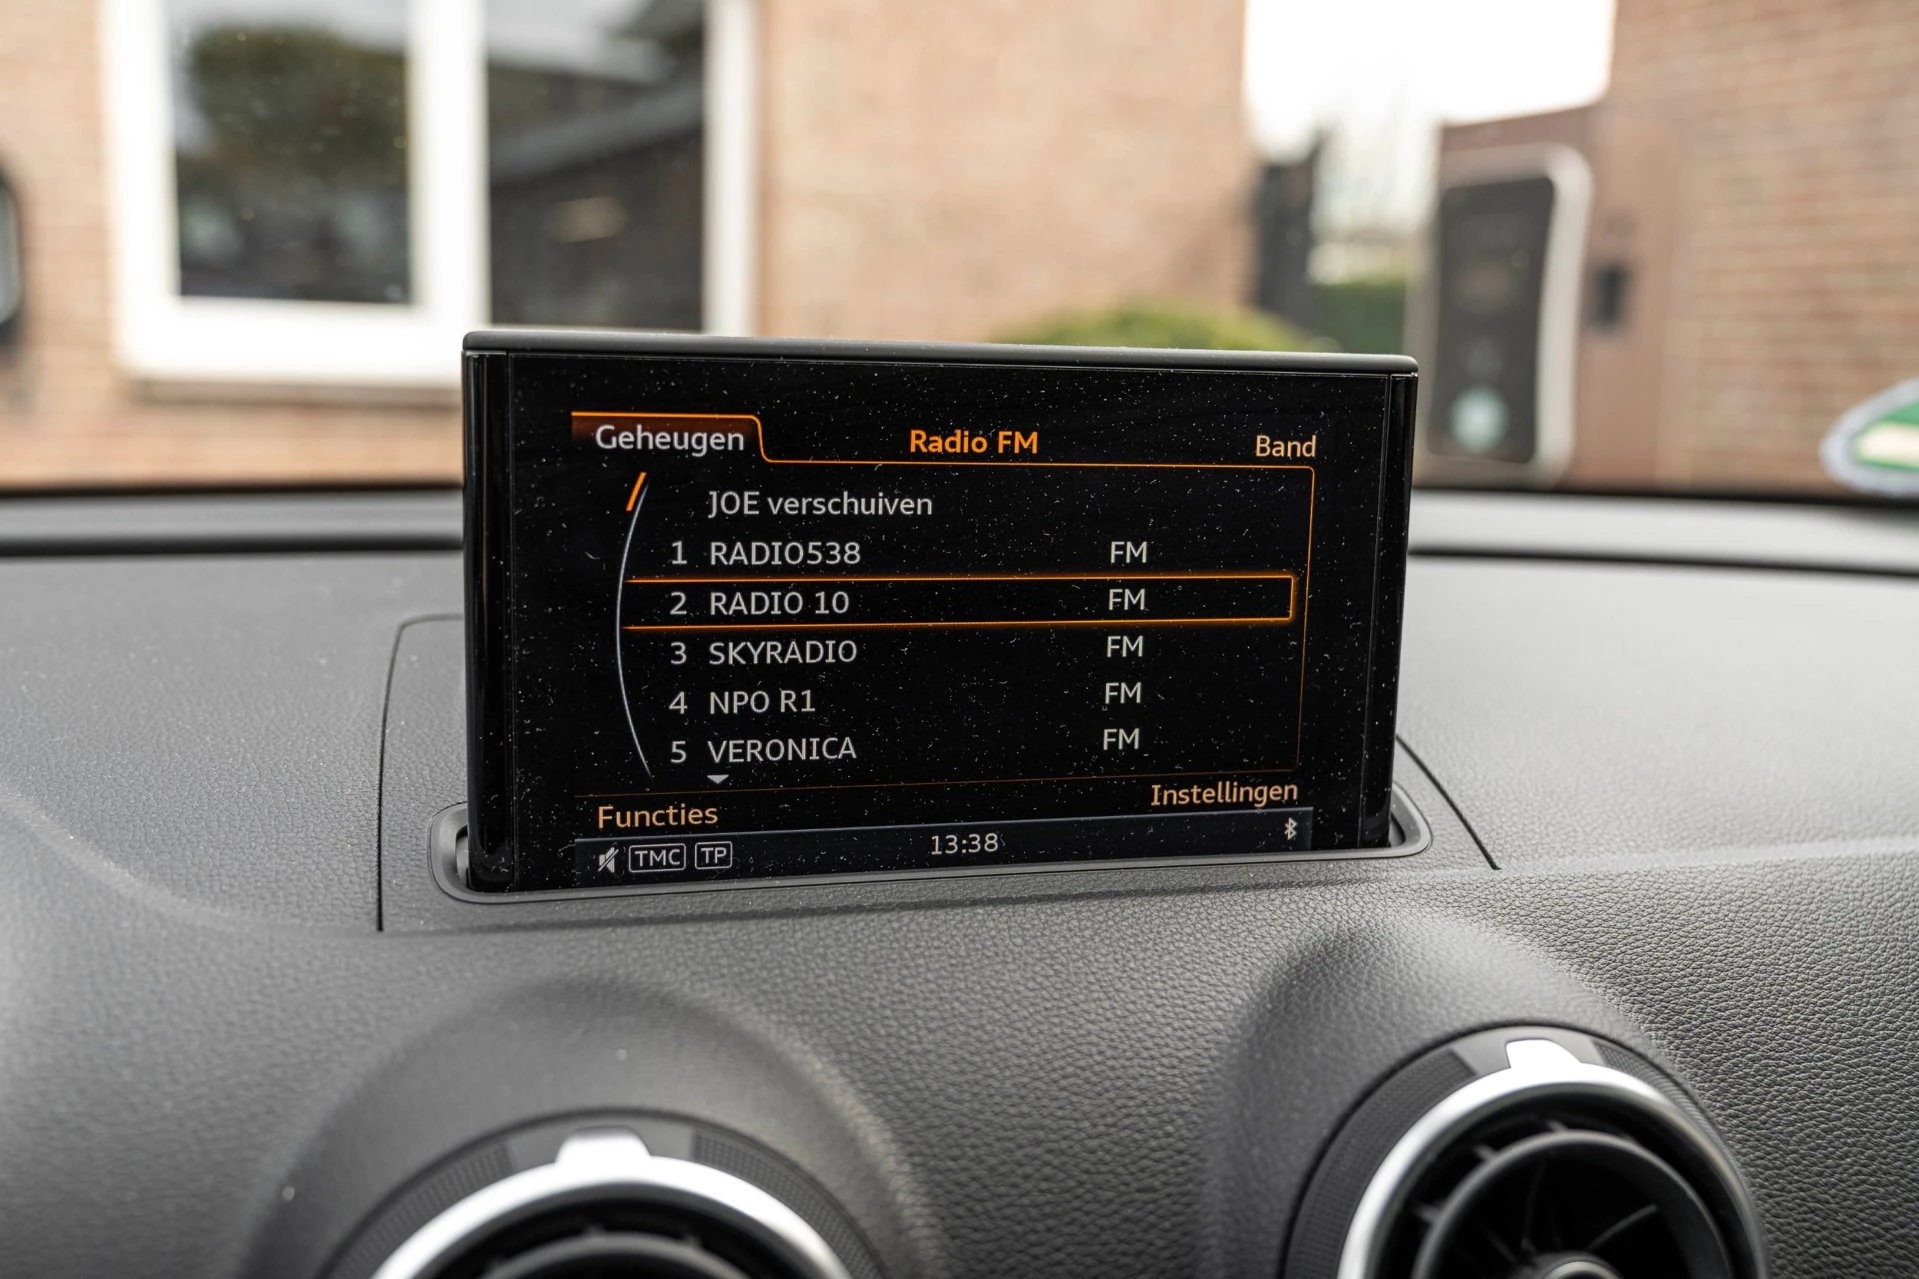 Geheugen Radio FM Band
JOE verschuiven
1 RADIO538 FM
2 RADIO 10 FM
3 SKYRADIO FM
4 NPO R1 FM
5 VERONICA FM
Functies Instellingen
TMC TP 13:38